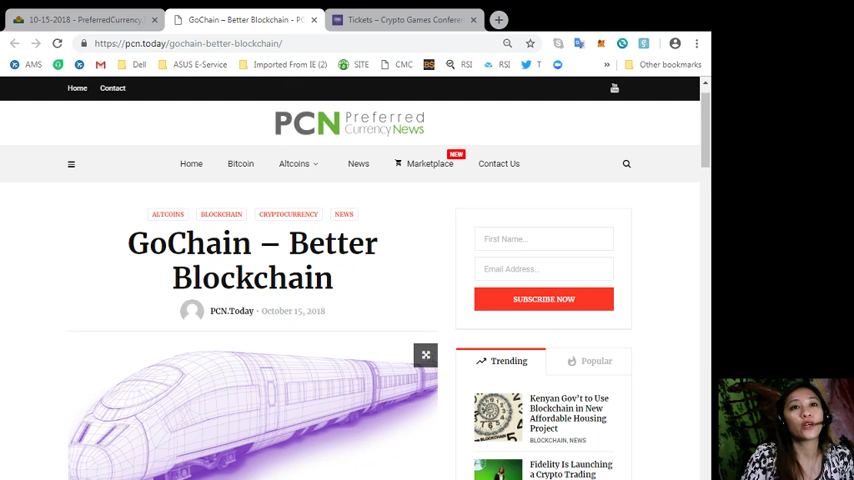 10-15-2018 - PreferredCurrency
GoChain – Better Blockchain - PC
Tickets – Crypto Games Confere
https://pcn.today/gochain-better-blockchain/
AMS
Dell
ASUS E-Service
Imported From IE (2)
SITE
CMC
BS
RSI
RSI
T
»
Other bookmarks
Home
Contact
PCN Preferred
Currency News
NEW
Home
Bitcoin
Altcoins
News
Marketplace
Contact Us
ALTCOINS
BLOCKCHAIN
CRYPTOCURRENCY
NEWS
GoChain – Better
Blockchain
PCN.Today · October 15, 2018
First Name...
Email Address...
SUBSCRIBE NOW
Trending
Popular
Kenyan Gov't to Use
Blockchain in New
Affordable Housing
Project
BLOCKCHAIN, NEWS
Fidelity Is Launching
a Crypto Trading